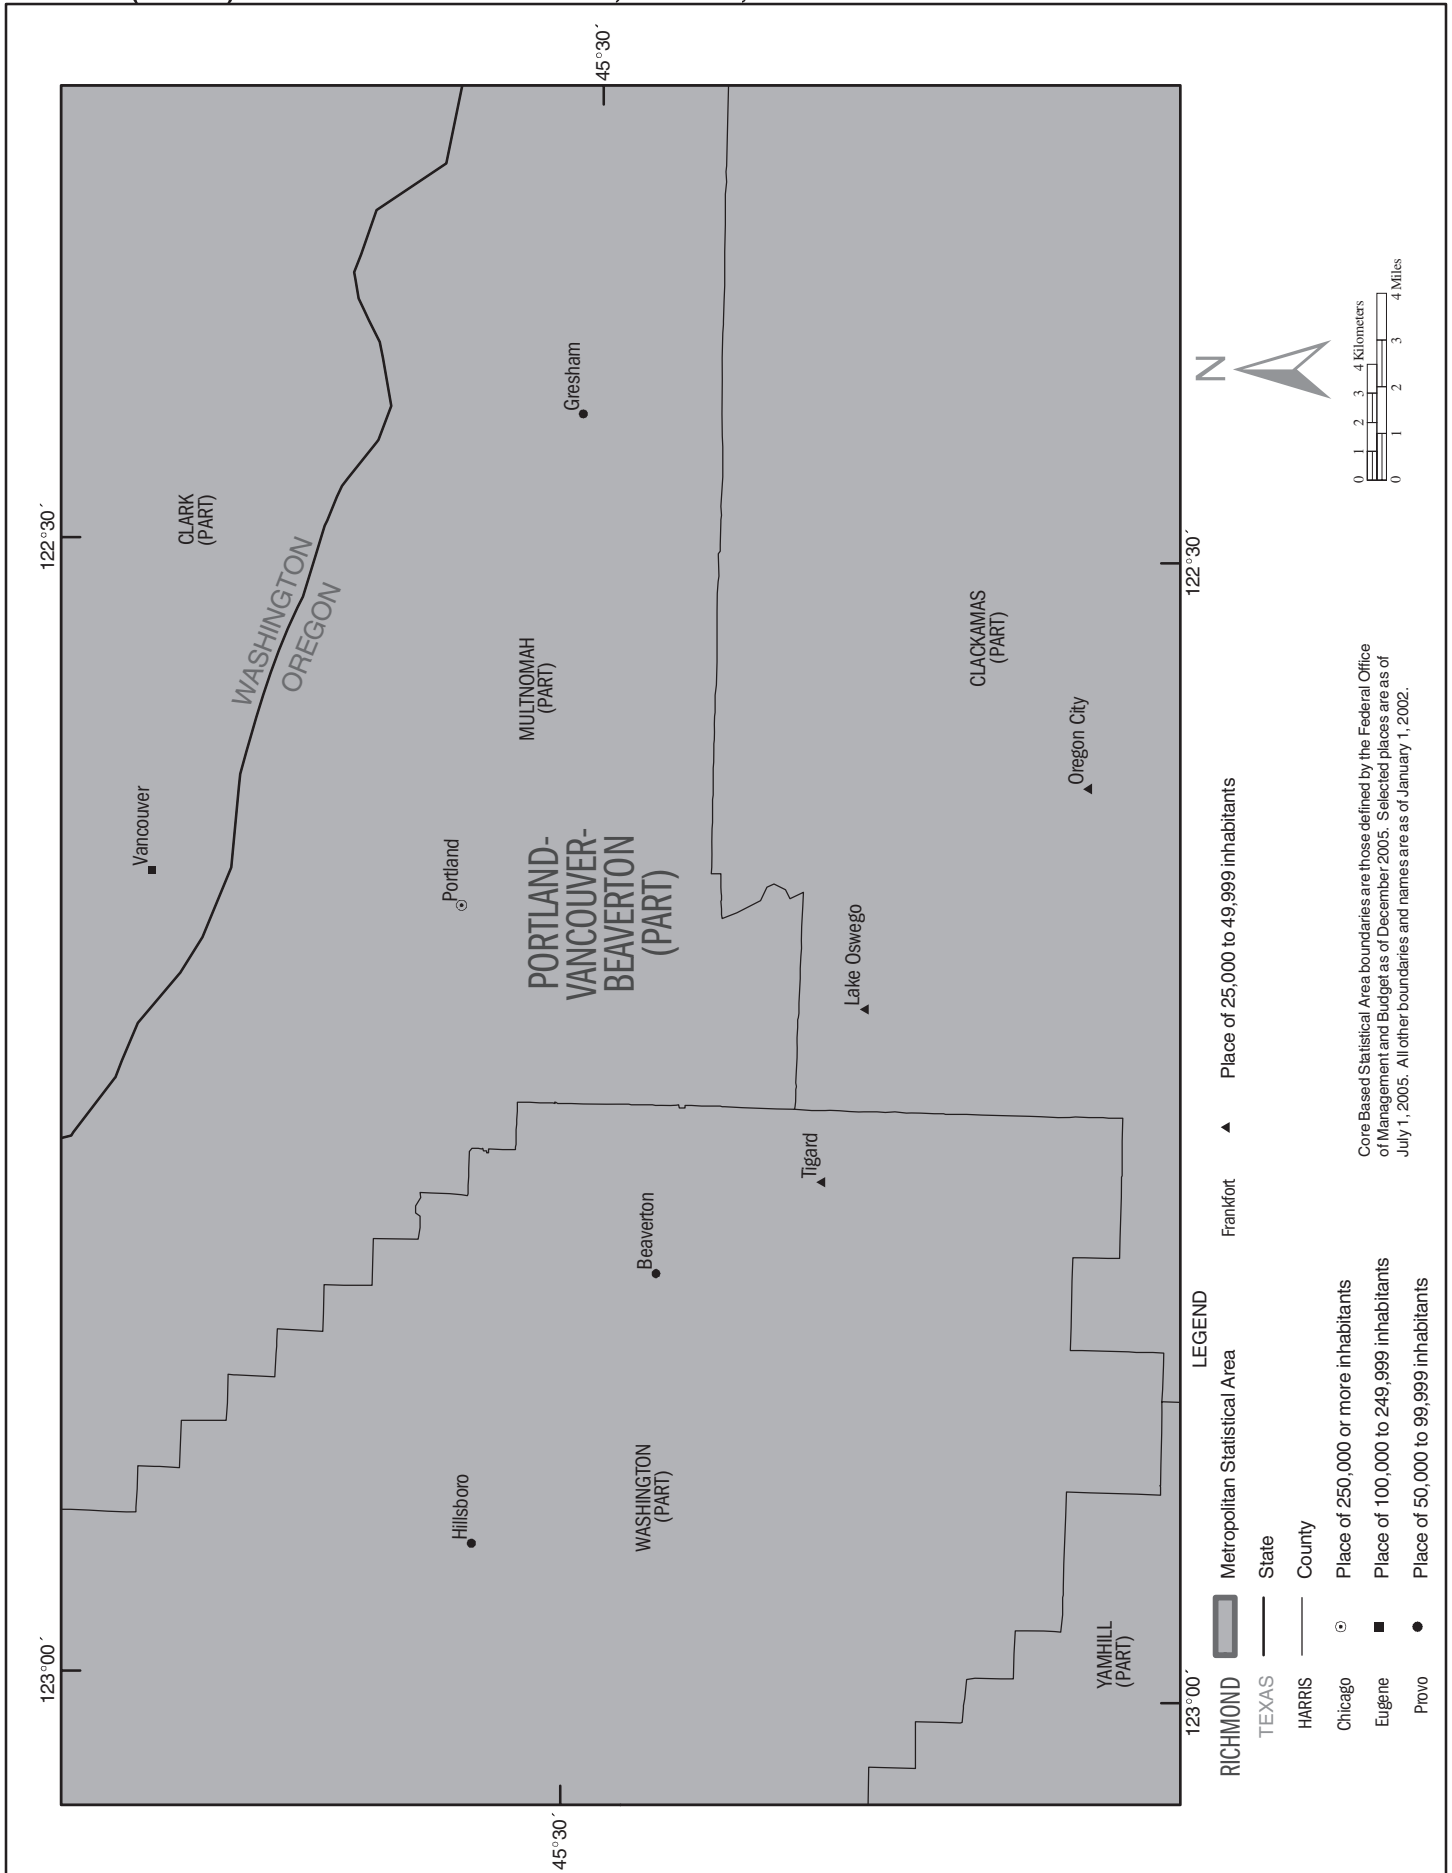 45°30´
122°30´
123°00´
CLARK
(PART)
WASHINGTON
OREGON
Vancouver
Portland
Gresham
Hillsboro
MULTNOMAH
(PART)
PORTLAND-
VANCOUVER-
BEAVERTON
(PART)
Beaverton
WASHINGTON
(PART)
Tigard
Lake Oswego
CLACKAMAS
(PART)
Oregon City
YAMHILL
(PART)
45°30´
123°00´
122°30´
LEGEND
RICHMOND Metropolitan Statistical Area
TEXAS State
HARRIS County
Chicago Place of 250,000 or more inhabitants
Eugene Place of 100,000 to 249,999 inhabitants
Provo Place of 50,000 to 99,999 inhabitants
Frankfort Place of 25,000 to 49,999 inhabitants
Core Based Statistical Area boundaries are those defined by the Federal Office
of Management and Budget as of December 2005. Selected places are as of
July 1, 2005. All other boundaries and names are as of January 1, 2002.
N
0 1 2 3 4 Kilometers
0 1 2 3 4 Miles